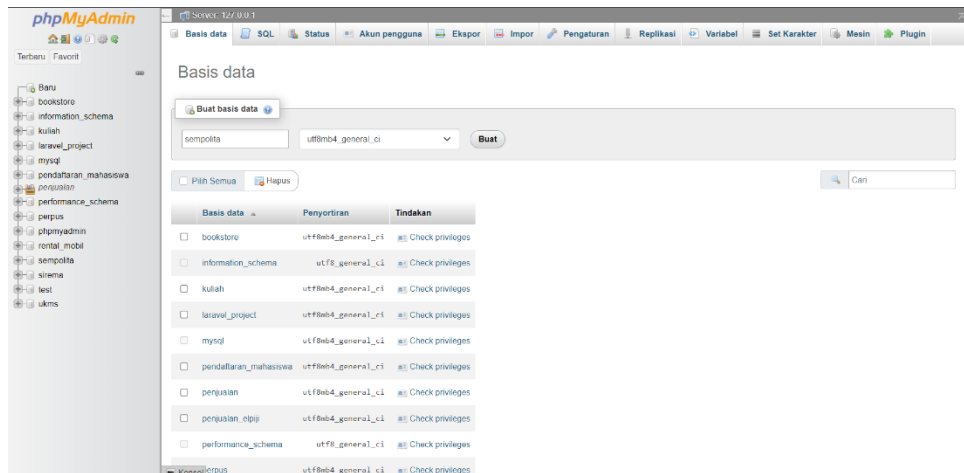 phpMyAdmin
Terbaru Favorit
Baru
bookstore
information_schema
kuliah
laravel_project
mysql
pendaftaran_mahasiswa
penjualan
performance_schema
perpus
phpmyadmin
rental_mobil
sempolita
sirema
test
ukms
Server: 127.0.0.1
Basis data SQL Status Akun pengguna Ekspor Impor Pengaturan Replikasi Variabel Set Karakter Mesin Plugin
Basis data
Buat basis data
sempolita utf8mb4_general_ci Buat
Pilih Semua Hapus Cari
Basis data Penyortiran Tindakan
bookstore utf8mb4_general_ci Check privileges
information_schema utf8_general_ci Check privileges
kuliah utf8mb4_general_ci Check privileges
laravel_project utf8mb4_general_ci Check privileges
mysql utf8mb4_general_ci Check privileges
pendaftaran_mahasiswa utf8mb4_general_ci Check privileges
penjualan utf8mb4_general_ci Check privileges
penjualan_elpiji utf8mb4_general_ci Check privileges
performance_schema utf8_general_ci Check privileges
Konsol erpus utf8mb4_general_ci Check privileges